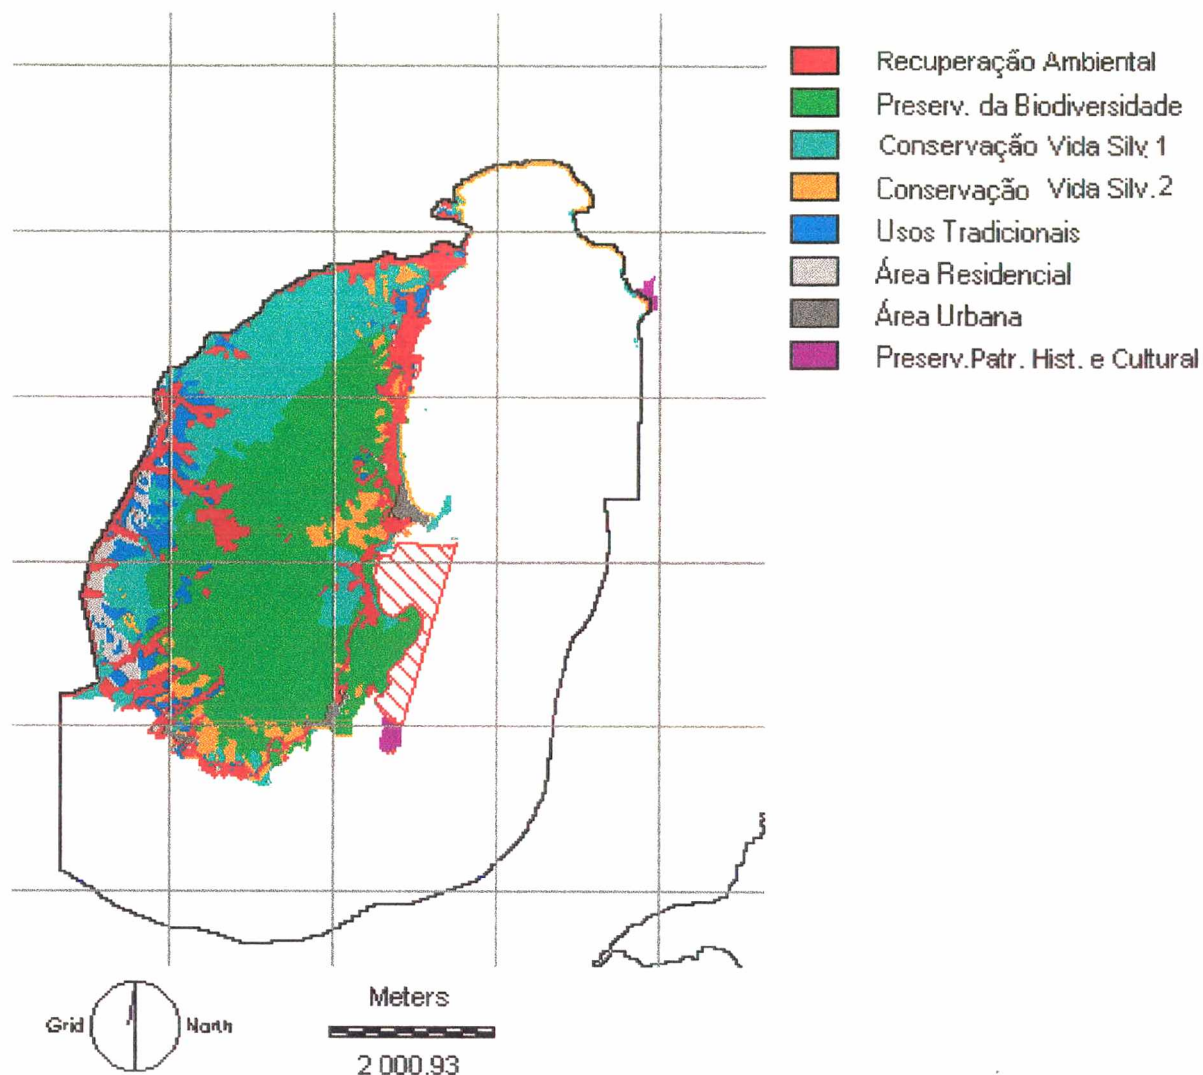 Recuperação Ambiental
Preserv. da Biodiversidade
Conservação Vida Silv. 1
Conservação Vida Silv. 2
Usos Tradicionais
Área Residencial
Área Urbana
Preserv.Patr. Hist. e Cultural
Grid North
Meters
2 000.93